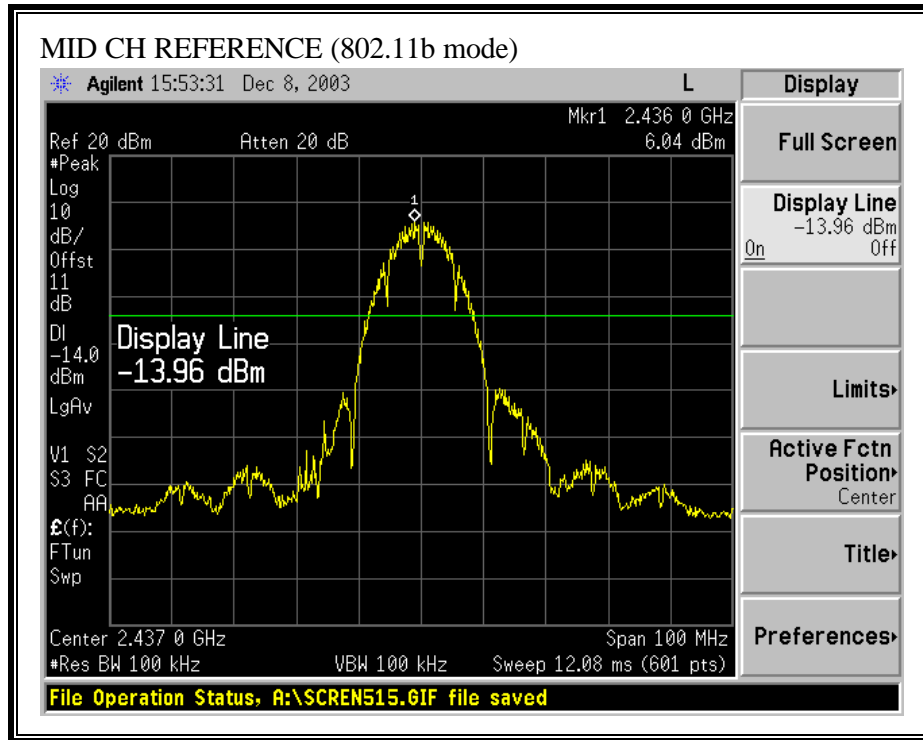 MID CH REFERENCE (802.11b mode)
Agilent 15:53:31 Dec 8, 2003 L
Mkr1 2.436 0 GHz
Ref 20 dBm Atten 20 dB 6.04 dBm
#Peak
Log
10
dB/
Offst
11
dB
DI
-14.0
dBm
LgAv
V1 S2
S3 FC
AA
£(f):
FTun
Swp
1
Display Line
-13.96 dBm
Center 2.437 0 GHz Span 100 MHz
#Res BW 100 kHz VBW 100 kHz Sweep 12.08 ms (601 pts)
File Operation Status, A:\SCREN515.GIF file saved
Display
Full Screen
Display Line
-13.96 dBm
On Off
Limits
Active Fctn
Position
Center
Title
Preferences